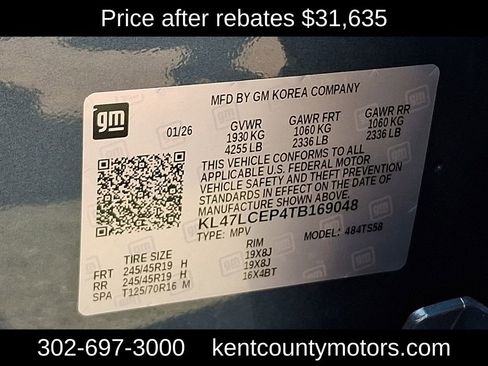 Price after rebates $31,635
gm
MFD BY GM KOREA COMPANY
01/26 GVWR GAWR FRT GAWR RR
1930 KG 1060 KG 1060 KG
4255 LB 2336 LB 2336 LB
THIS VEHICLE CONFORMS TO ALL
APPLICABLE U.S. FEDERAL MOTOR
VEHICLE SAFETY AND THEFT PREVENTION
STANDARDS IN EFFECT ON THE DATE OF
MANUFACTURE SHOWN ABOVE.
KL47LCEP4TB169048
TYPE: MPV MODEL: 484TS58
TIRE SIZE RIM
FRT 245/45R19 H 19X8J
RR 245/45R19 H 19X8J
SPA T125/70R16 M 16X4BT
302-697-3000 kentcountymotors.com